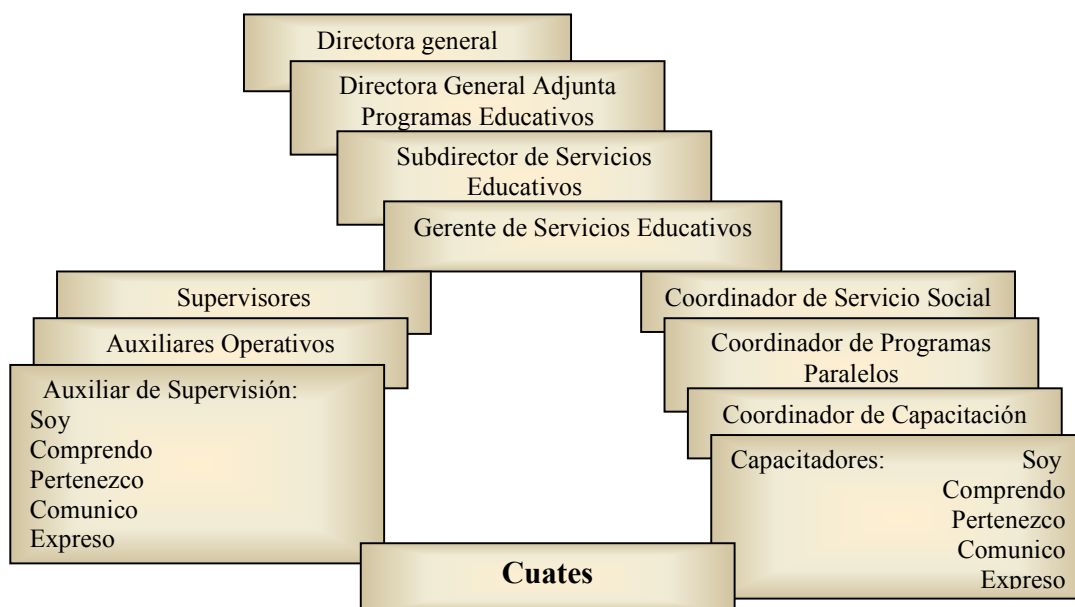 Directora general
Directora General Adjunta
Programas Educativos
Subdirector de Servicios
Educativos
Gerente de Servicios Educativos
Supervisores
Auxiliares Operativos
Auxiliar de Supervisión:
Soy
Comprendo
Pertenezco
Comunico
Expreso
Coordinador de Servicio Social
Coordinador de Programas
Paralelos
Coordinador de Capacitación
Capacitadores: Soy
Comprendo
Pertenezco
Comunico
Expreso
Cuates